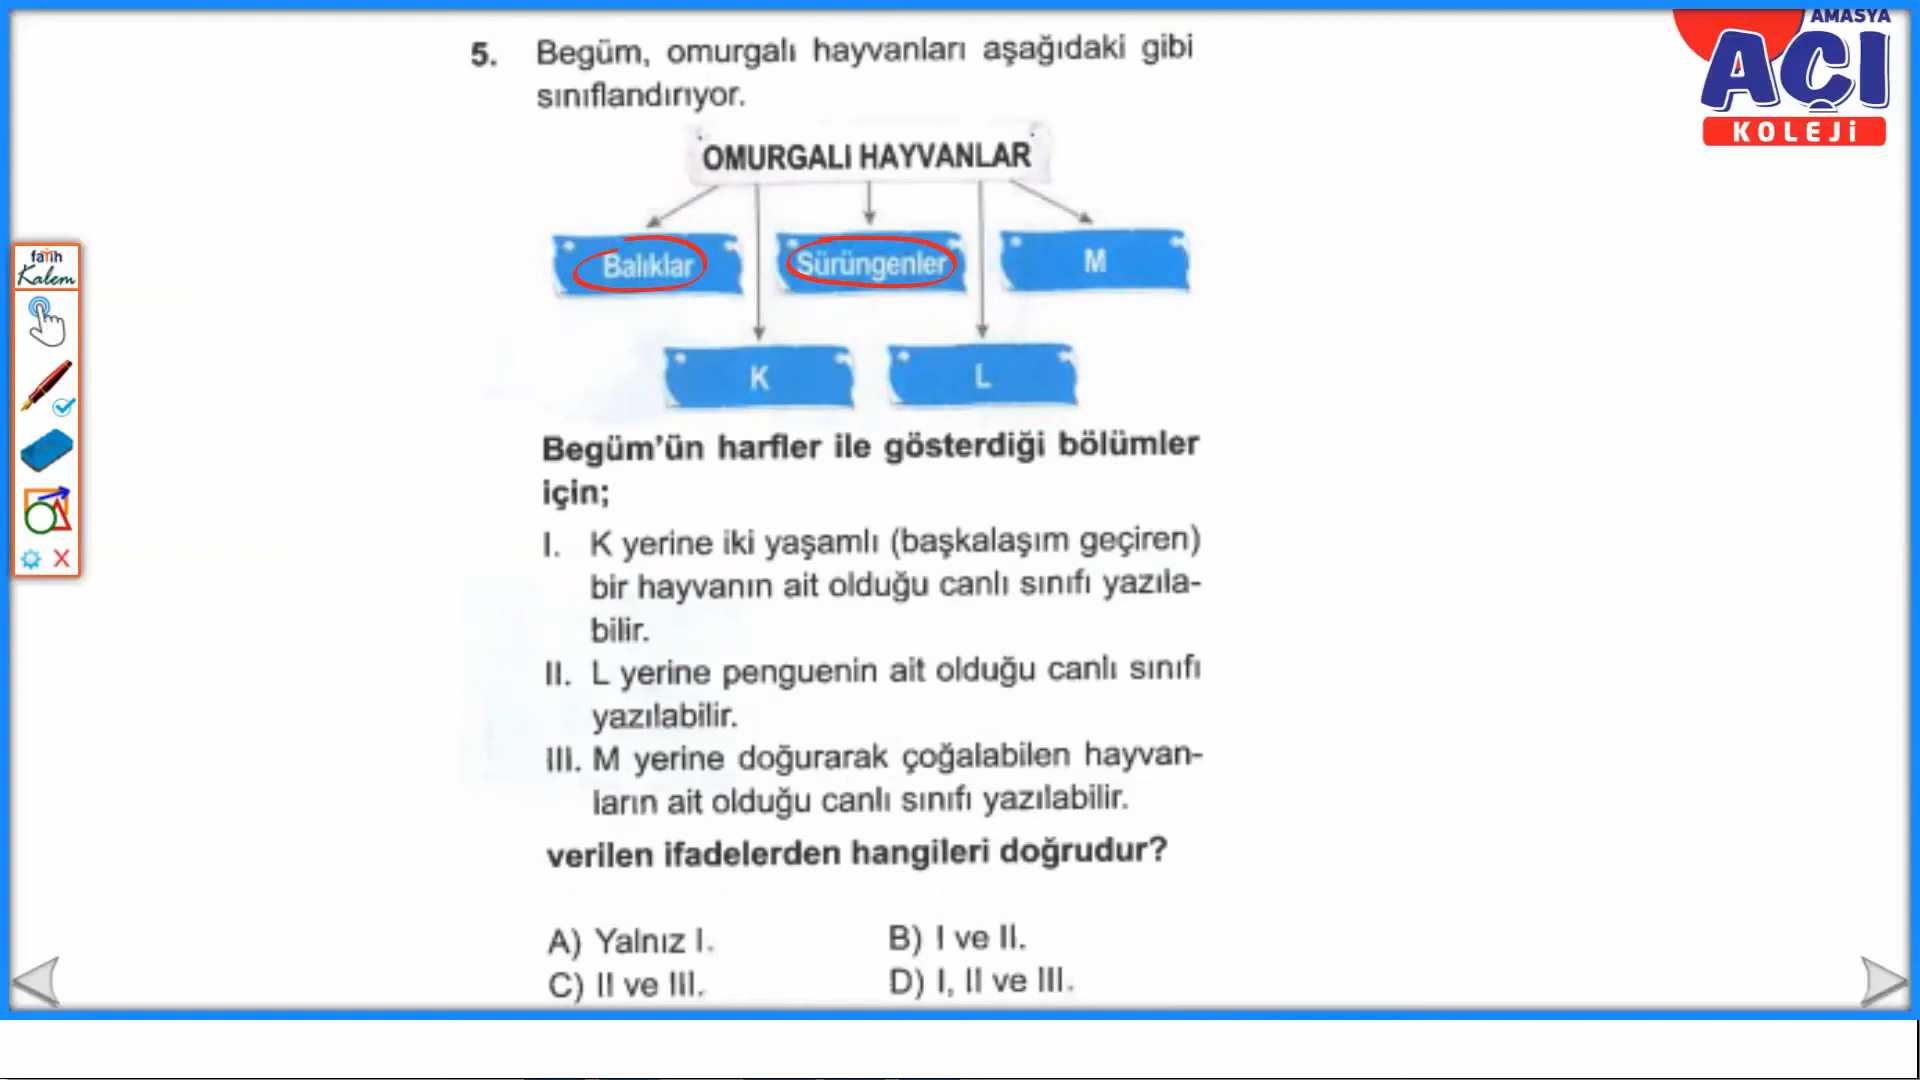 AMASYA
AÇI
KOLEJİ
5. Begüm, omurgalı hayvanları aşağıdaki gibi
sınıflandırıyor.
OMURGALI HAYVANLAR
Balıklar
Sürüngenler
M
K
L
fatih
Kalem
Begüm'ün harfler ile gösterdiği bölümler
için;
I. K yerine iki yaşamlı (başkalaşım geçiren)
bir hayvanın ait olduğu canlı sınıfı yazıla-
bilir.
II. L yerine penguenin ait olduğu canlı sınıfı
yazılabilir.
III. M yerine doğurarak çoğalabilen hayvan-
ların ait olduğu canlı sınıfı yazılabilir.
verilen ifadelerden hangileri doğrudur?
A) Yalnız I. B) I ve II.
C) II ve III. D) I, II ve III.